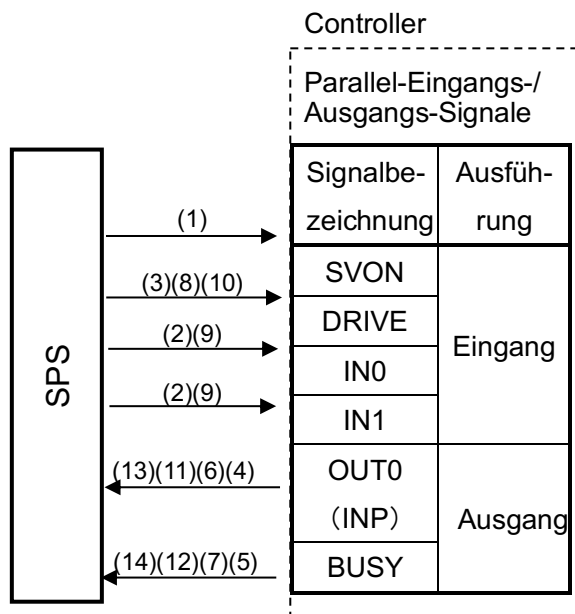 Controller
Parallel-Eingangs-/
Ausgangs-Signale
Signalbe-
zeichnung
Ausfüh-
rung
(1)
SVON
(3)(8)(10)
DRIVE
(2)(9)
IN0
Eingang
(2)(9)
IN1
SPS
(13)(11)(6)(4)
OUT0
（INP）
Ausgang
(14)(12)(7)(5)
BUSY